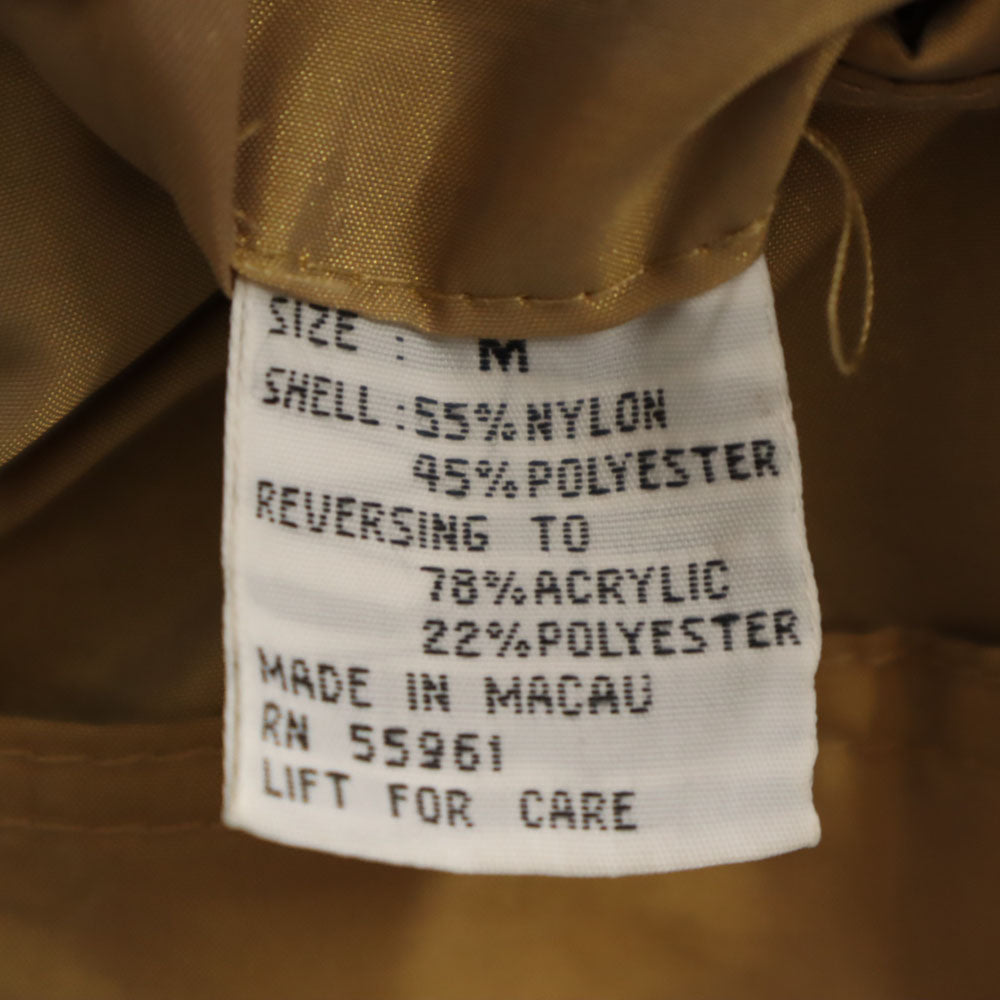 SIZE : M
SHELL : 55% NYLON
45% POLYESTER
REVERSING TO
78% ACRYLIC
22% POLYESTER
MADE IN MACAU
RN 55961
LIFT FOR CARE